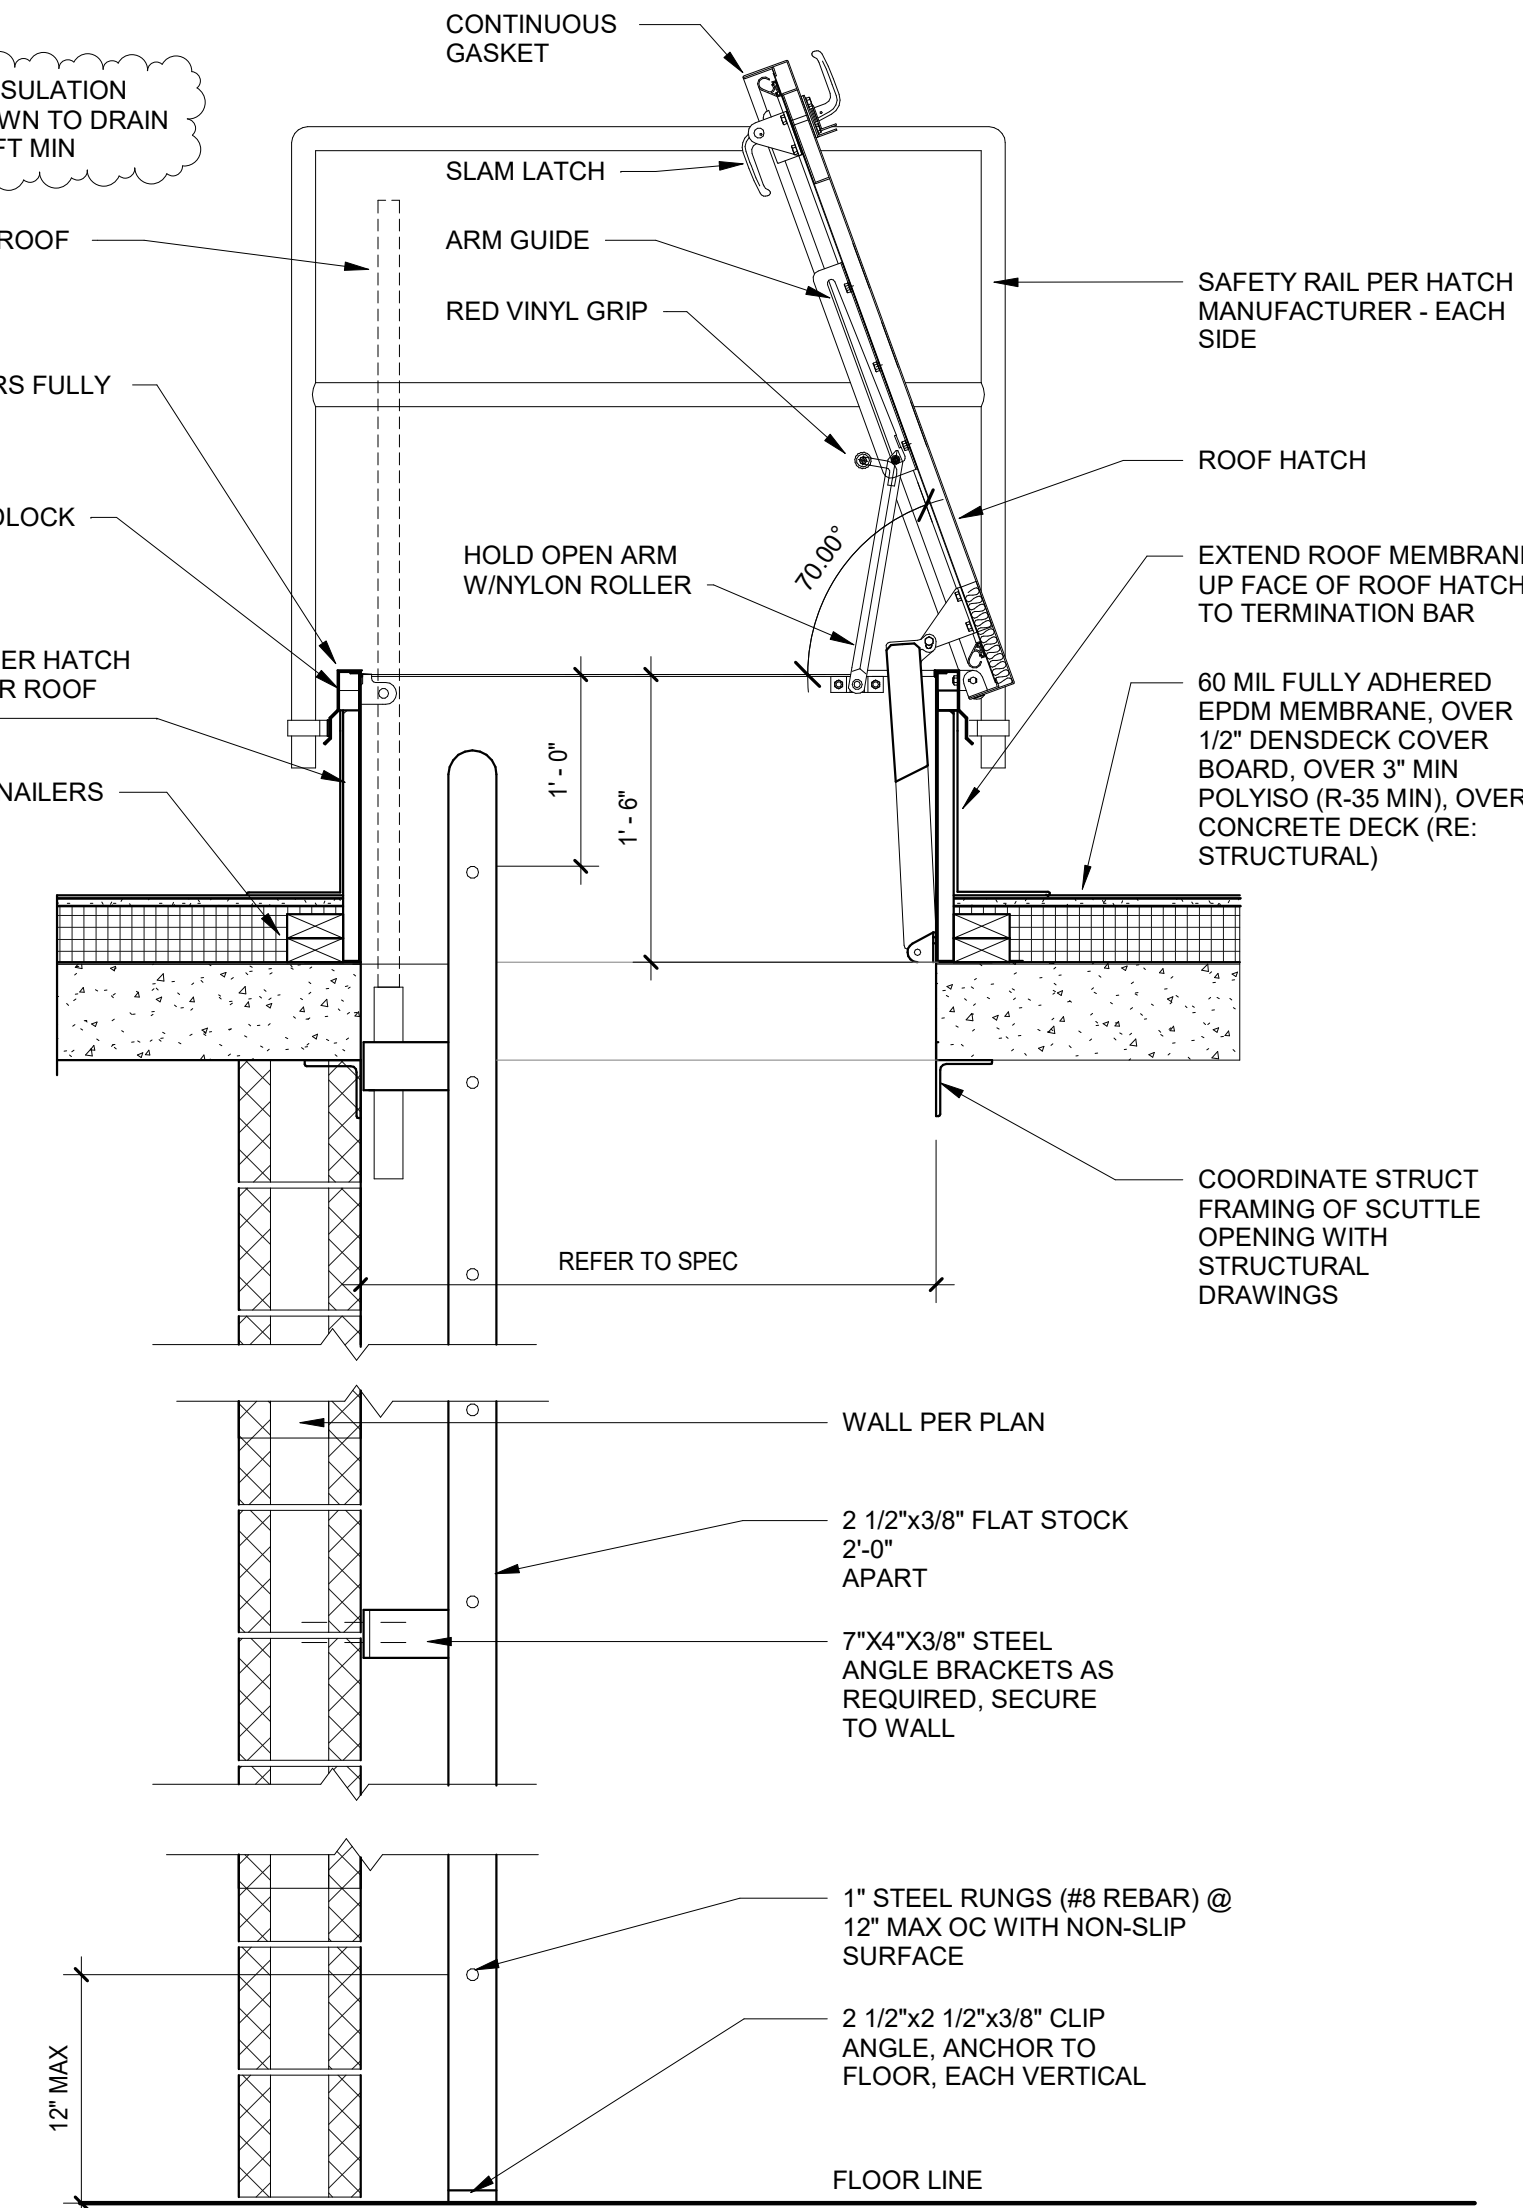 CONTINUOUS
GASKET
SULATION
WN TO DRAIN
FT MIN
SLAM LATCH
ROOF
ARM GUIDE
RED VINYL GRIP
SAFETY RAIL PER HATCH
MANUFACTURER - EACH
SIDE
RS FULLY
ROOF HATCH
DLOCK
HOLD OPEN ARM
W/NYLON ROLLER
70.00°
EXTEND ROOF MEMBRANE
UP FACE OF ROOF HATCH
TO TERMINATION BAR
ER HATCH
R ROOF
60 MIL FULLY ADHERED
EPDM MEMBRANE, OVER
1/2" DENSDECK COVER
BOARD, OVER 3" MIN
POLYISO (R-35 MIN), OVER
CONCRETE DECK (RE:
STRUCTURAL)
1' - 0"
1' - 6"
NAILERS
COORDINATE STRUCT
FRAMING OF SCUTTLE
OPENING WITH
STRUCTURAL
DRAWINGS
REFER TO SPEC
WALL PER PLAN
2 1/2"x3/8" FLAT STOCK
2'-0"
APART
7"X4"X3/8" STEEL
ANGLE BRACKETS AS
REQUIRED, SECURE
TO WALL
1" STEEL RUNGS (#8 REBAR) @
12" MAX OC WITH NON-SLIP
SURFACE
2 1/2"x2 1/2"x3/8" CLIP
ANGLE, ANCHOR TO
FLOOR, EACH VERTICAL
12" MAX
FLOOR LINE